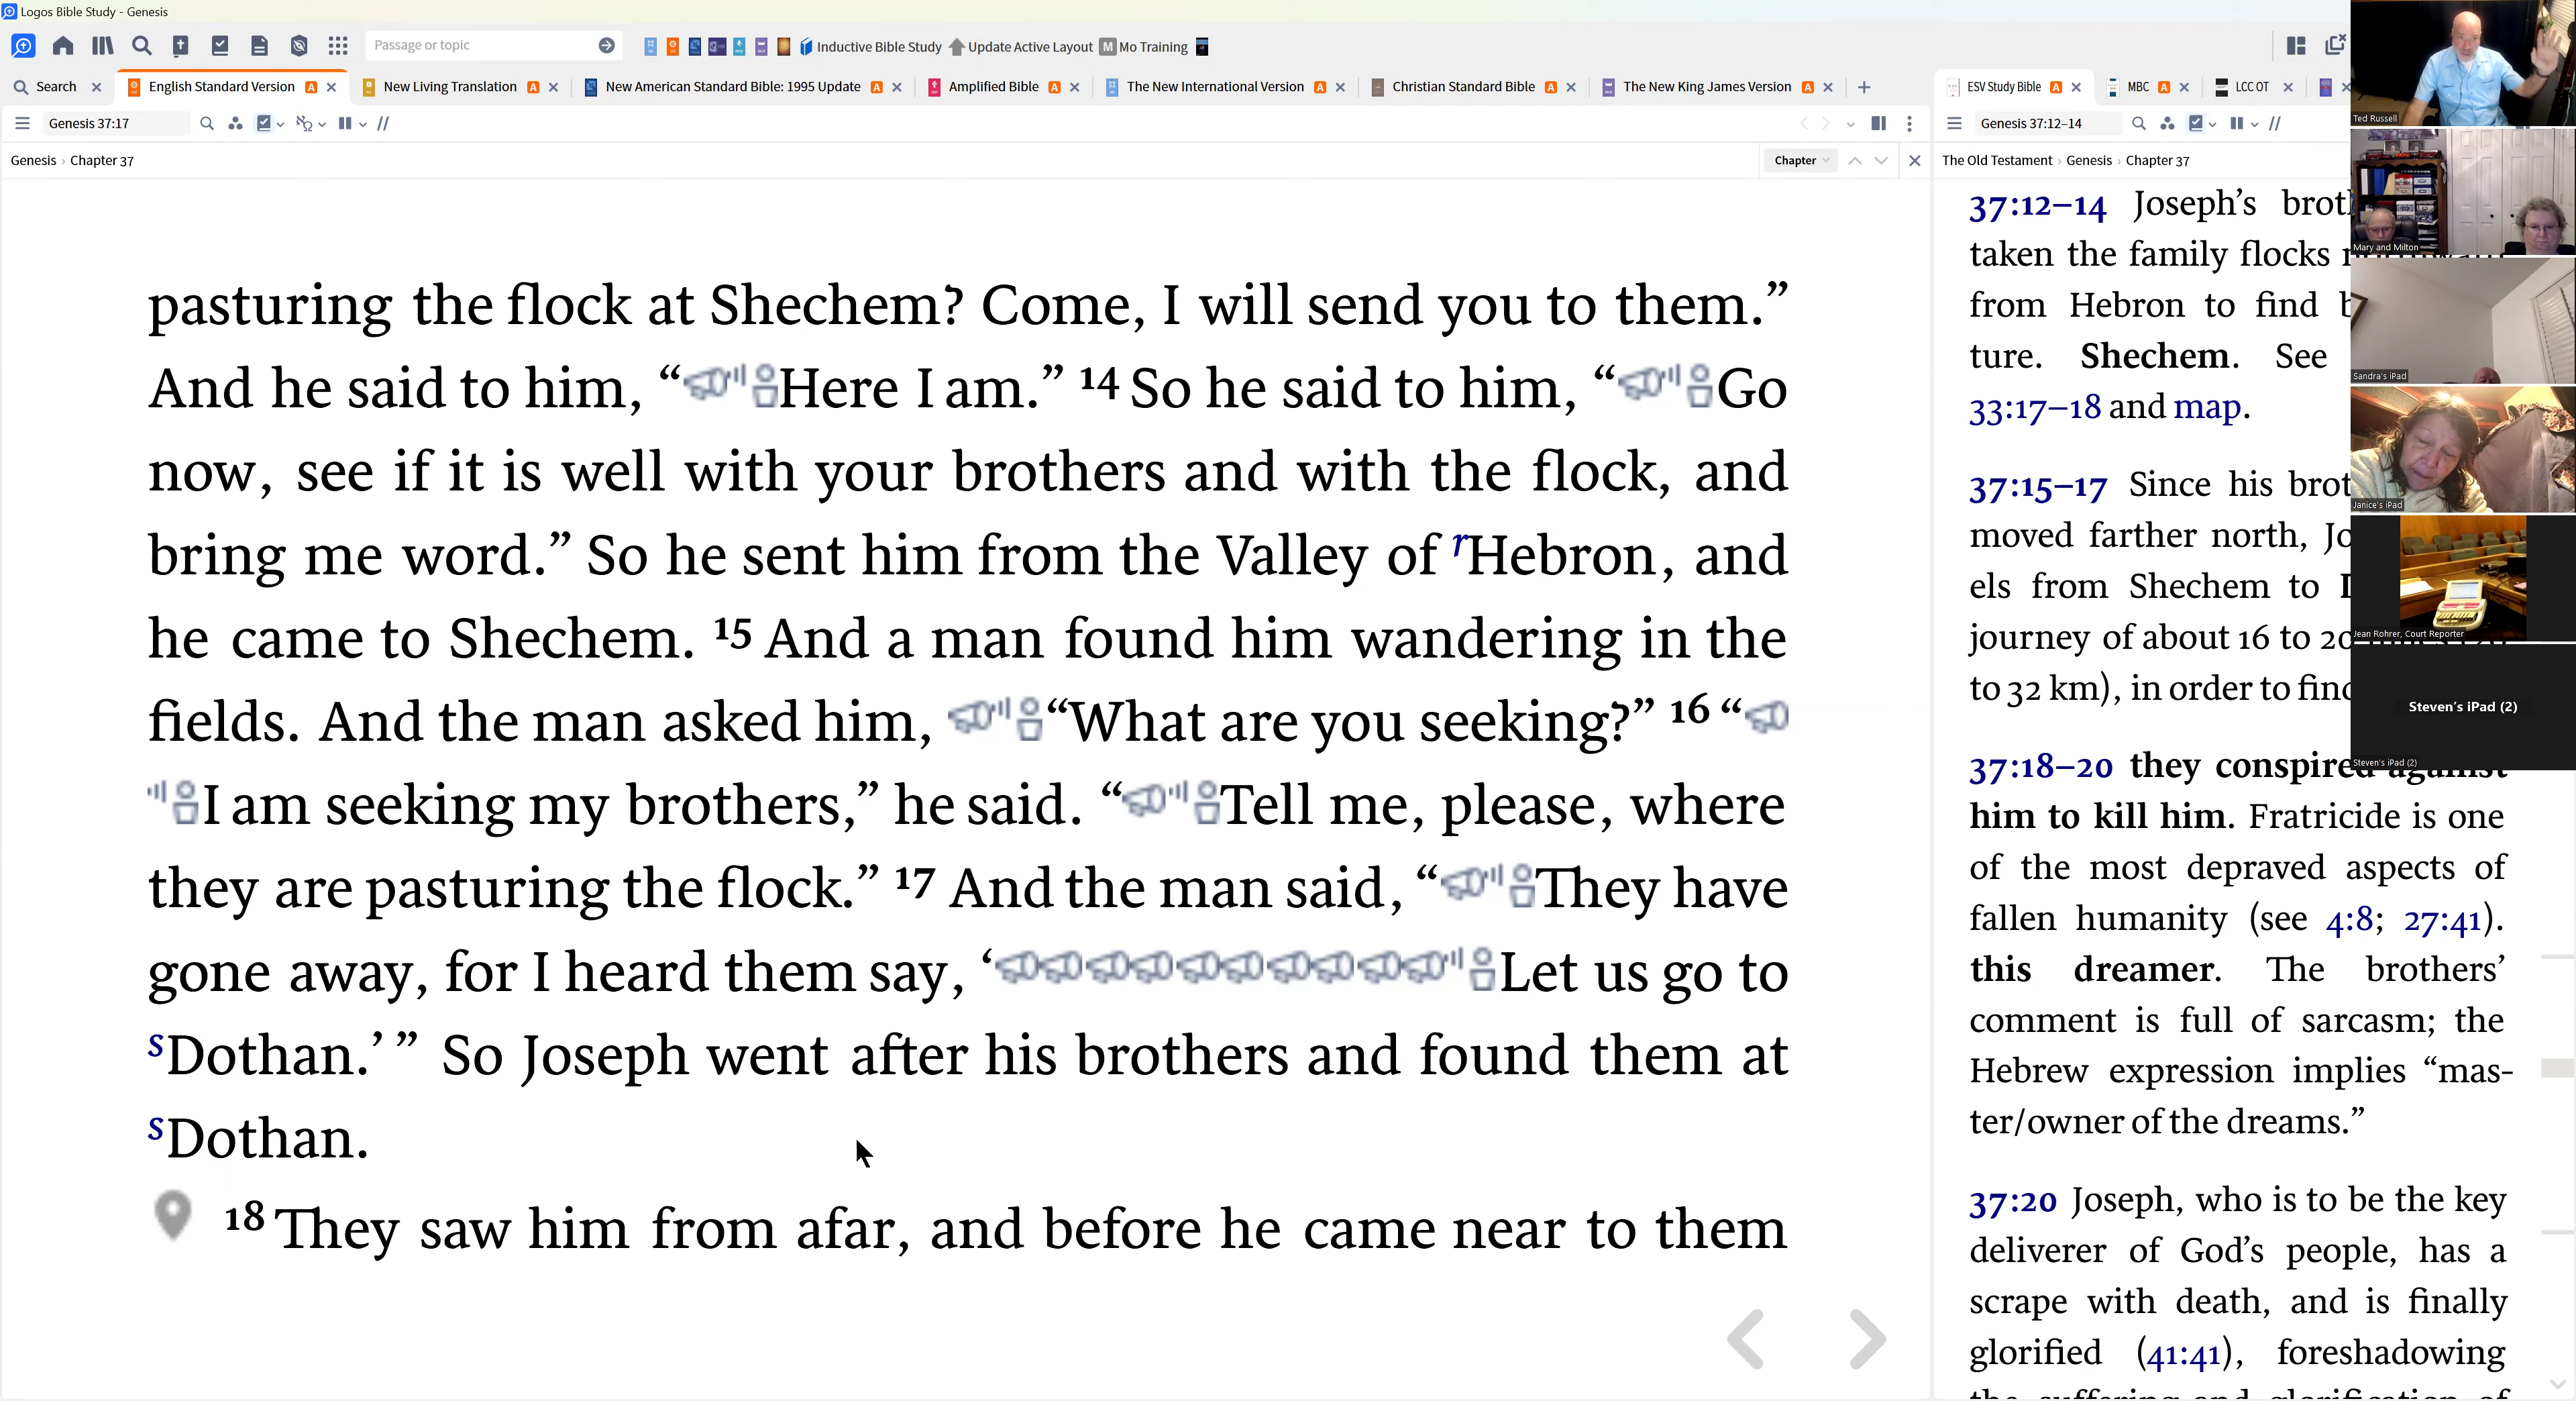 Logos Bible Study - Genesis
Passage or topic
Inductive Bible Study Update Active Layout M Mo Training
Search English Standard Version A New Living Translation A New American Standard Bible: 1995 Update A Amplified Bible A The New International Version A Christian Standard Bible A The New King James Version A
Genesis 37:17
Genesis › Chapter 37
Chapter
pasturing the flock at Shechem? Come, I will send you to them.”
And he said to him, “Here I am.” 14 So he said to him, “Go
now, see if it is well with your brothers and with the flock, and
bring me word.” So he sent him from the Valley of rHebron, and
he came to Shechem. 15 And a man found him wandering in the
fields. And the man asked him, “What are you seeking?” 16 “
I am seeking my brothers,” he said. “Tell me, please, where
they are pasturing the flock.” 17 And the man said, “They have
gone away, for I heard them say, ‘Let us go to
sDothan.’ ” So Joseph went after his brothers and found them at
sDothan.
18 They saw him from afar, and before he came near to them
ESV Study Bible A MBC A LCC OT
Genesis 37:12–14
The Old Testament › Genesis › Chapter 37
37:12–14 Joseph’s
taken the family flocks
from Hebron to find
ture. Shechem. See
33:17–18 and map.
37:15–17 Since his
moved farther north,
els from Shechem to
journey of about 16 to
to 32 km), in order to
37:18–20 they conspired against
him to kill him. Fratricide is one
of the most depraved aspects of
fallen humanity (see 4:8; 27:41).
this dreamer. The brothers’
comment is full of sarcasm; the
Hebrew expression implies “mas-
ter/owner of the dreams.”
37:20 Joseph, who is to be the key
deliverer of God’s people, has a
scrape with death, and is finally
glorified (41:41), foreshadowing
the suffering and glorification of
Ted Russell
Mary and Milton
Sandra's iPad
Janice's iPad
Jean Rohrer, Court Reporter
Steven's iPad (2)
Steven's iPad (2)